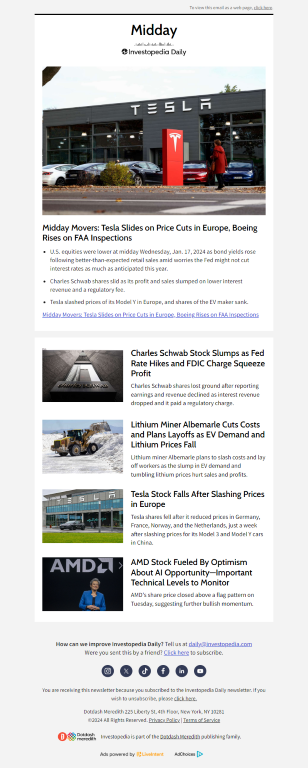 To view this email as a web page, click here.
Midday
Investopedia Daily
TESLA
Midday Movers: Tesla Slides on Price Cuts in Europe, Boeing
Rises on FAA Inspections
U.S. equities were lower at midday Wednesday, Jan. 17, 2024 as bond yields rose
following better-than-expected retail sales amid worries the Fed might not cut
interest rates as much as anticipated this year.
Charles Schwab shares slid as its profit and sales slumped on lower interest
revenue and a regulatory fee.
Tesla slashed prices of its Model Y in Europe, and shares of the EV maker sank.
Midday Movers: Tesla Slides on Price Cuts in Europe, Boeing Rises on FAA Inspections
Charles Schwab Stock Slumps as Fed
Rate Hikes and FDIC Charge Squeeze
Profit
Charles Schwab shares lost ground after reporting
earnings and revenue declined as interest revenue
dropped and it paid a regulatory charge.
Lithium Miner Albemarle Cuts Costs
and Plans Layoffs as EV Demand and
Lithium Prices Fall
Lithium miner Albemarle plans to slash costs and lay
off workers as the slump in EV demand and
tumbling lithium prices hurt sales and profits.
TESLA
Tesla Stock Falls After Slashing Prices
in Europe
Tesla shares fell after it reduced prices in Germany,
France, Norway, and the Netherlands, just a week
after slashing prices for its Model 3 and Model Y cars
in China.
AMD
AMD Stock Fueled By Optimism
About AI Opportunity—Important
Technical Levels to Monitor
AMD's share price closed above a flag pattern on
Tuesday, suggesting further bullish momentum.
How can we improve Investopedia Daily? Tell us at daily@investopedia.com
Were you sent this by a friend? Click here to subscribe.
You are receiving this newsletter because you subscribed to the Investopedia Daily newsletter. If you
wish to unsubscribe, please click here.
Dotdash Meredith 225 Liberty St, 4th Floor, New York, NY 10281
©2024 All Rights Reserved. Privacy Policy | Terms of Service
Dotdash meredith Investopedia is part of the Dotdash Meredith publishing family.
Ads powered by LiveIntent AdChoices